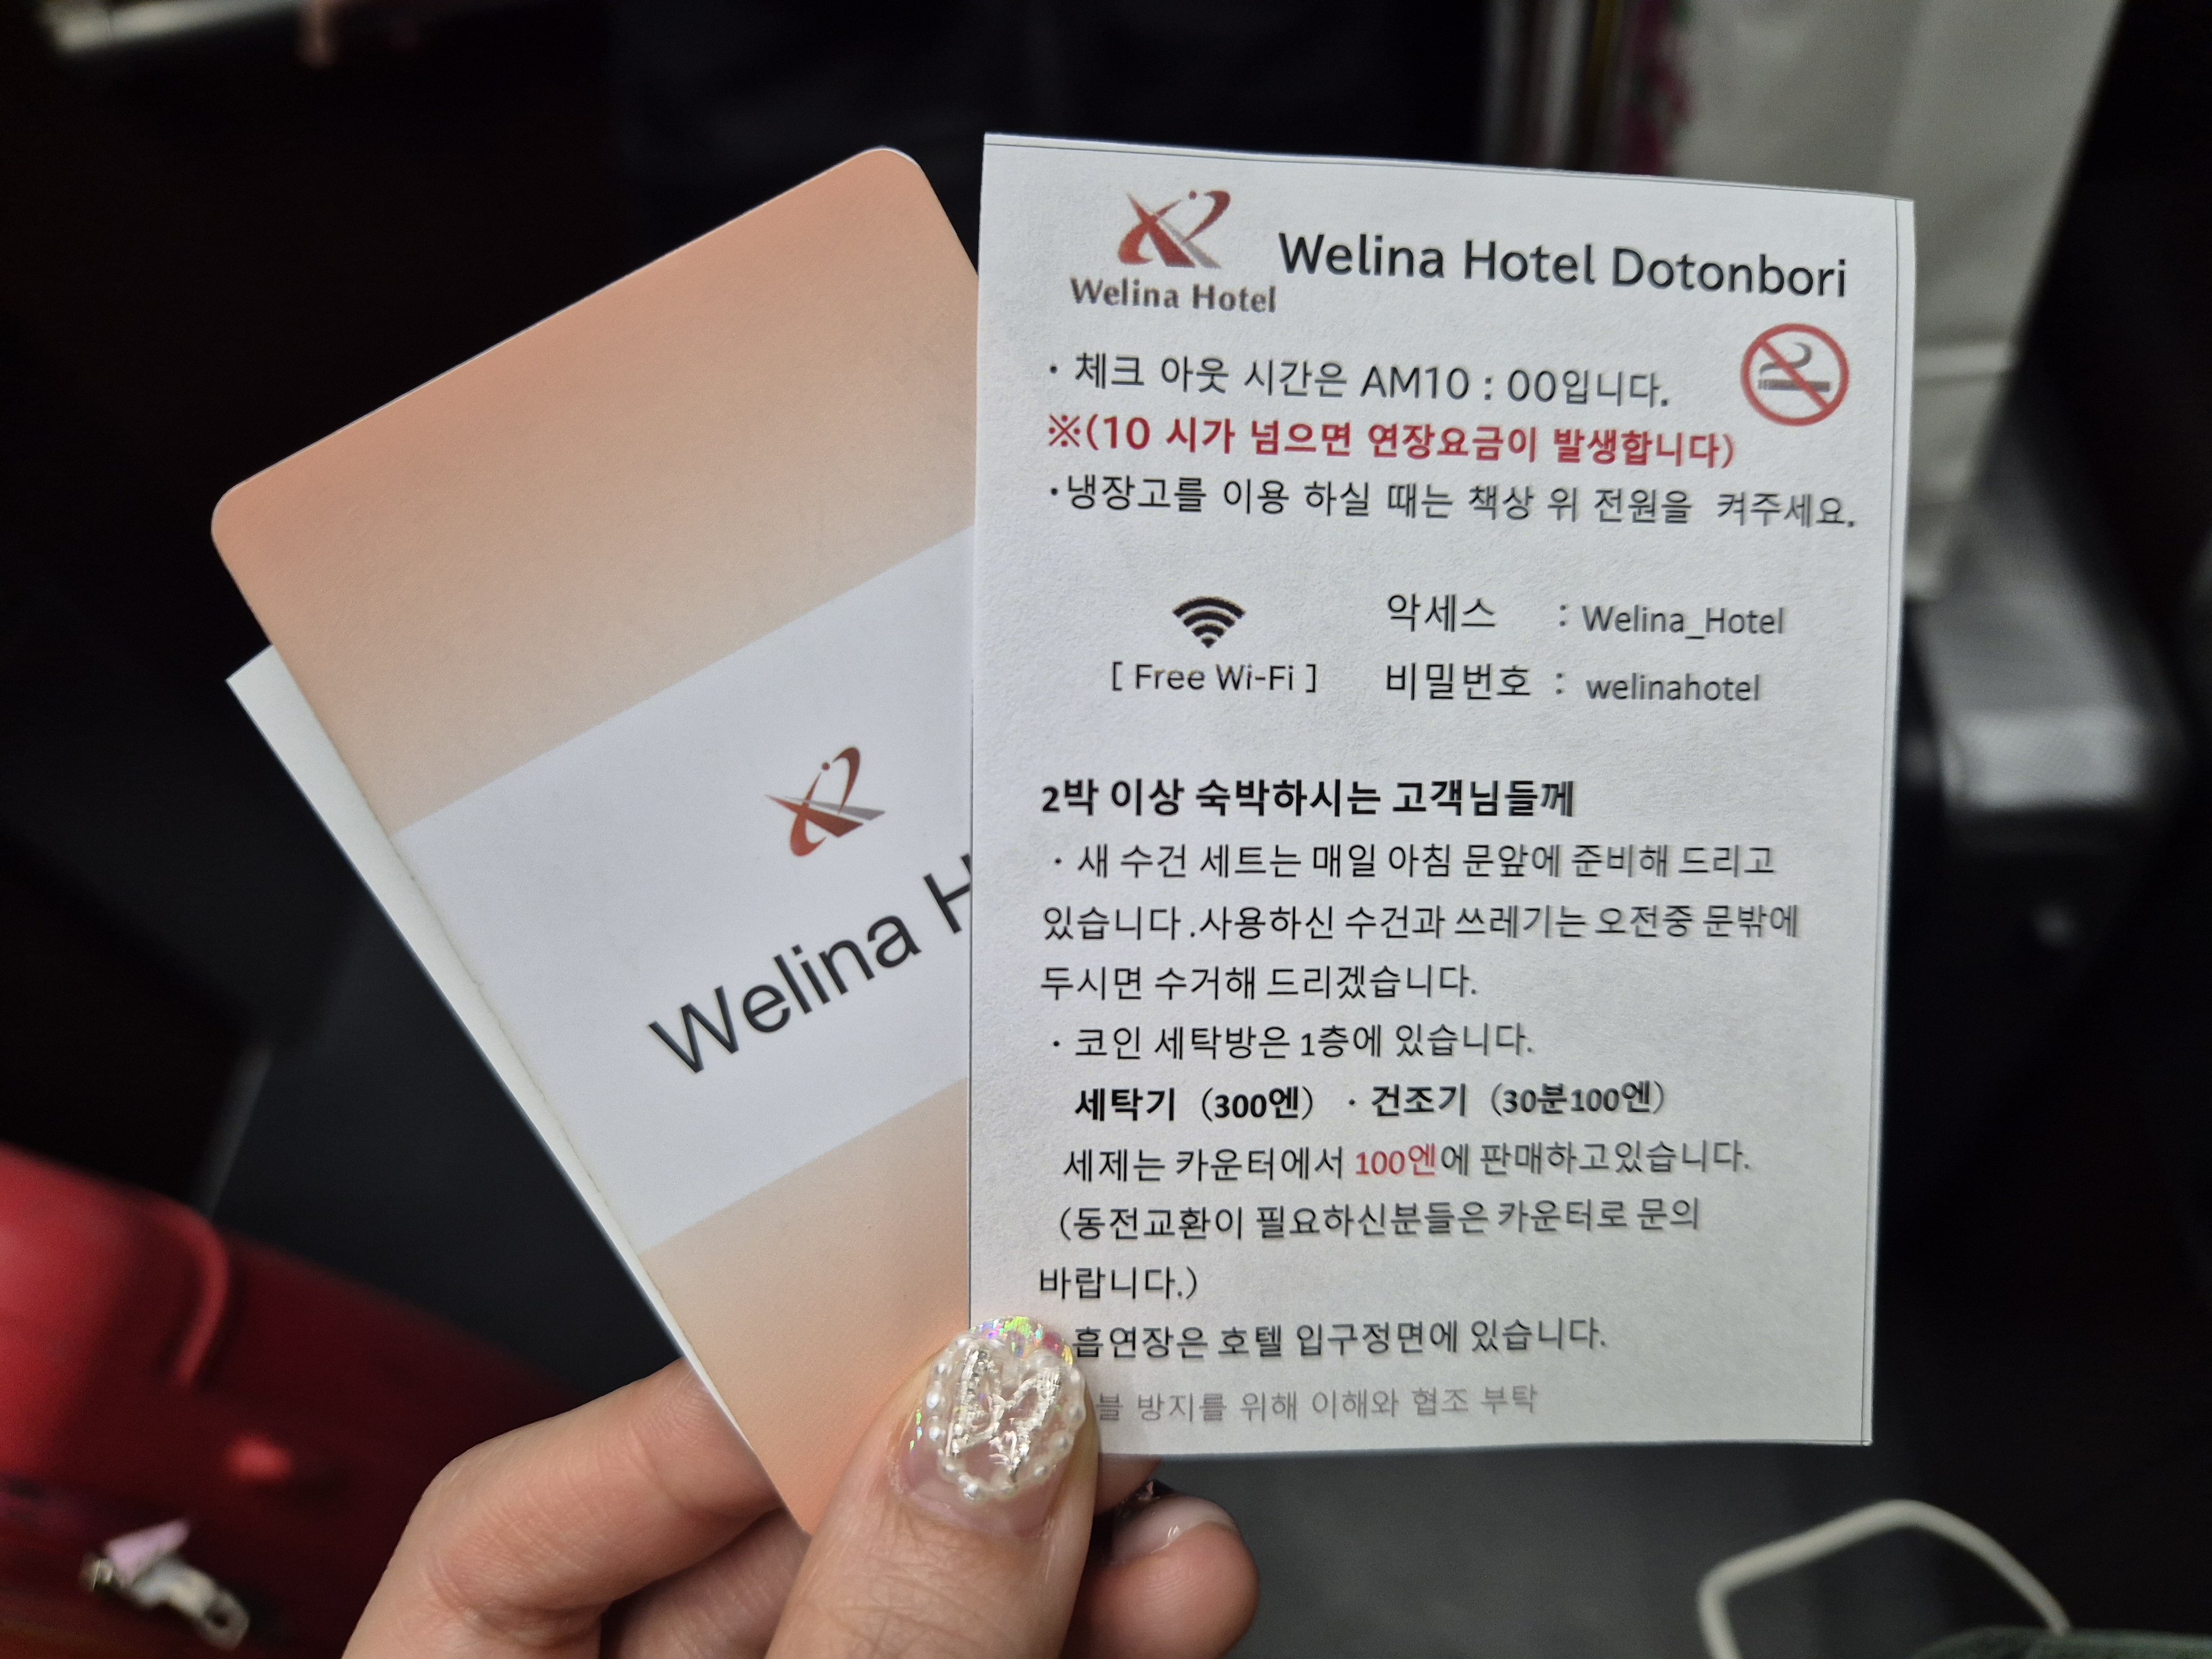 Welina H
Welina Hotel
Welina Hotel Dotonbori
・체크 아웃 시간은 AM10 : 00입니다.
※(10 시가 넘으면 연장요금이 발생합니다)
・냉장고를 이용 하실 때는 책상 위 전원을 켜주세요.
[ Free Wi-Fi ]
악세스 : Welina_Hotel
비밀번호 : welinahotel
2박 이상 숙박하시는 고객님들께
・새 수건 세트는 매일 아침 문앞에 준비해 드리고
있습니다 .사용하신 수건과 쓰레기는 오전중 문밖에
두시면 수거해 드리겠습니다.
・코인 세탁방은 1층에 있습니다.
세탁기（300엔）・건조기（30분100엔）
세제는 카운터에서 100엔에 판매하고있습니다.
（동전교환이 필요하신분들은 카운터로 문의
바랍니다.）
흡연장은 호텔 입구정면에 있습니다.
블 방지를 위해 이해와 협조 부탁